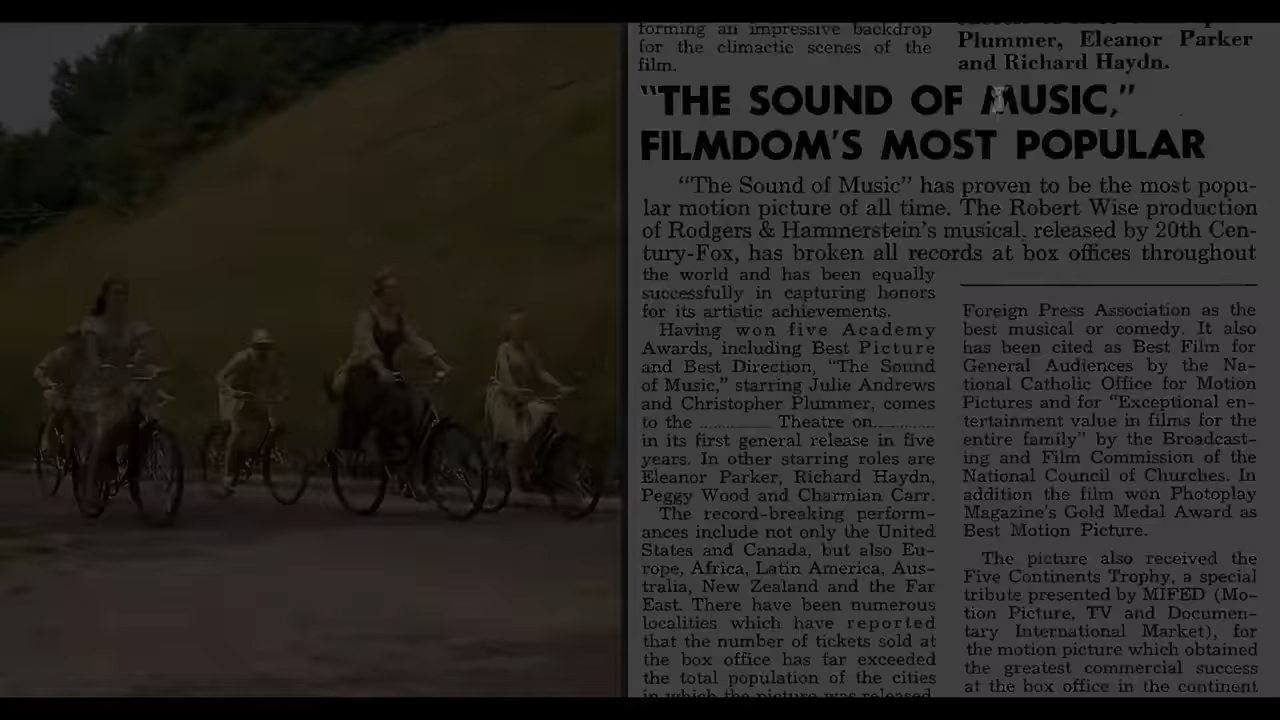 forming an impressive backdrop
for the climactic scenes of the
film.
Plummer, Eleanor Parker
and Richard Haydn.
"THE SOUND OF MUSIC,"
FILMDOM'S MOST POPULAR
"The Sound of Music" has proven to be the most popu-
lar motion picture of all time. The Robert Wise production
of Rodgers & Hammerstein's musical, released by 20th Cen-
tury-Fox, has broken all records at box offices throughout
the world and has been equally
successfully in capturing honors
for its artistic achievements.
Having won five Academy
Awards, including Best Picture
and Best Direction, "The Sound
of Music," starring Julie Andrews
and Christopher Plummer, comes
to the ............ Theatre on............
in its first general release in five
years. In other starring roles are
Eleanor Parker, Richard Haydn,
Peggy Wood and Charmian Carr.
The record-breaking perform-
ances include not only the United
States and Canada, but also Eu-
rope, Africa, Latin America, Aus-
tralia, New Zealand and the Far
East. There have been numerous
localities which have reported
that the number of tickets sold at
the box office has far exceeded
the total population of the cities
in which the picture was released.
Foreign Press Association as the
best musical or comedy. It also
has been cited as Best Film for
General Audiences by the Na-
tional Catholic Office for Motion
Pictures and for "Exceptional en-
tertainment value in films for the
entire family" by the Broadcast-
ing and Film Commission of the
National Council of Churches. In
addition the film won Photoplay
Magazine's Gold Medal Award as
Best Motion Picture.
The picture also received the
Five Continents Trophy, a special
tribute presented by MIFED (Mo-
tion Picture, TV and Documen-
tary International Market), for
the motion picture which obtained
the greatest commercial success
at the box office in the continent